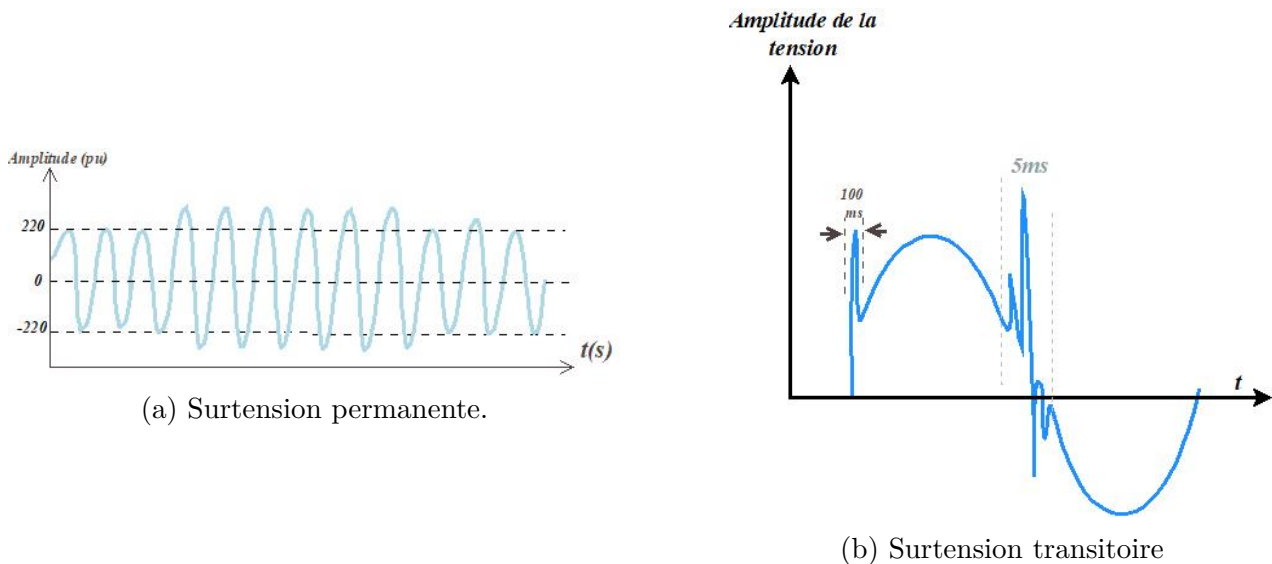 Amplitude (pu)
220
0
-220
t(s)
(a) Surtension permanente.
Amplitude de la
tension
5ms
100
ms
t
(b) Surtension transitoire